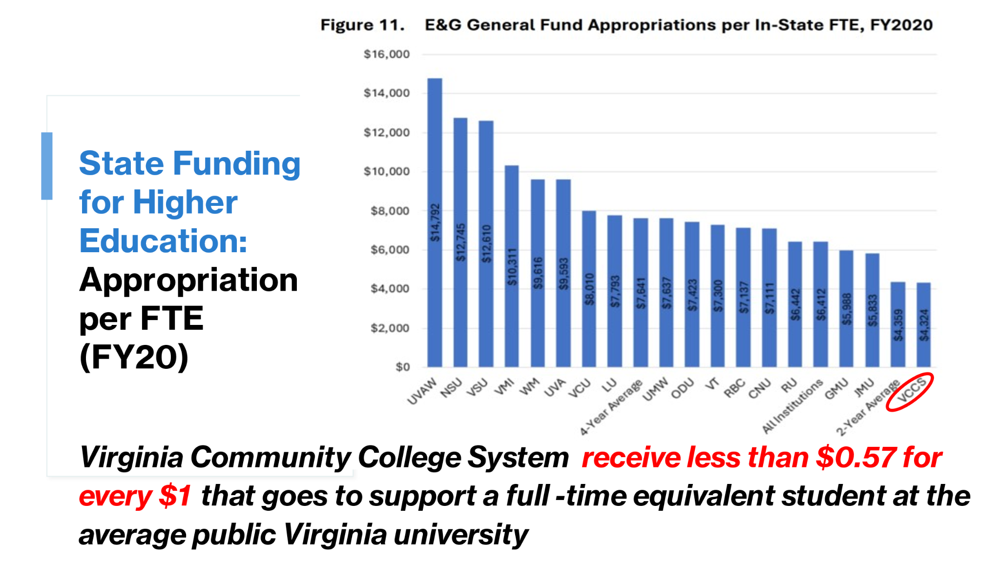 Figure 11. E&G General Fund Appropriations per In-State FTE, FY2020
$16,000
$14,000
$12,000
$10,000
$8,000
$6,000
$4,000
$2,000
$0
$14,792
$12,745
$12,610
$10,311
$9,616
$9,593
$8,010
$7,793
$7,641
$7,637
$7,423
$7,300
$7,137
$7,111
$6,442
$6,412
$5,988
$5,833
$4,359
$4,324
UVAW
NSU
VSU
VMI
WM
UVA
VCU
LU
4-Year Average
UMW
ODU
VT
RBC
CNU
RU
All Institutions
GMU
JMU
2-Year Average
VCCS
State Funding
for Higher
Education:
Appropriation
per FTE
(FY20)
Virginia Community College System receive less than $0.57 for
every $1 that goes to support a full -time equivalent student at the
average public Virginia university